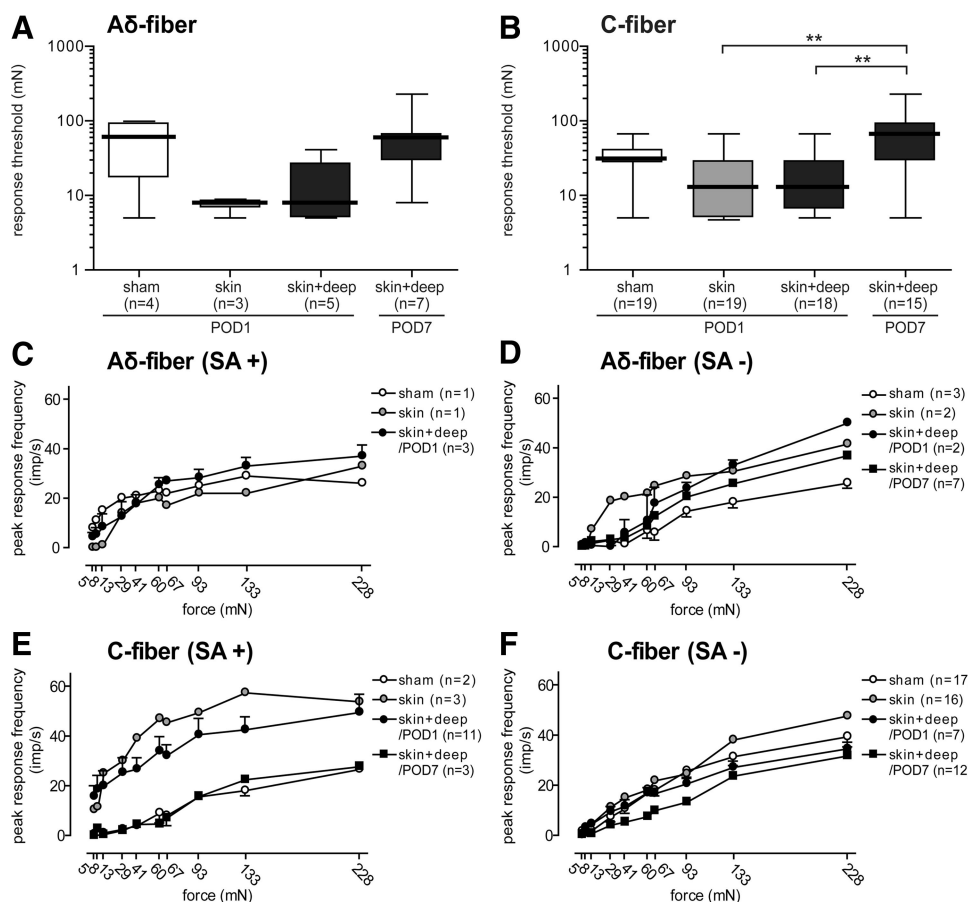 A Aδ-fiber
response threshold (mN)
1000
100
10
1
sham
(n=4)
skin
(n=3)
skin+deep
(n=5)
skin+deep
(n=7)
POD1
POD7
B C-fiber
response threshold (mN)
1000
100
10
1
**
**
sham
(n=19)
skin
(n=19)
skin+deep
(n=18)
skin+deep
(n=15)
POD1
POD7
C Aδ-fiber (SA +)
peak response frequency
(imp/s)
60
40
20
0
5 8 13 29 41 60 67 93 133 228
force (mN)
sham (n=1)
skin (n=1)
skin+deep
/POD1 (n=3)
D Aδ-fiber (SA -)
peak response frequency
(imp/s)
60
40
20
0
5 8 13 29 41 60 67 93 133 228
force (mN)
sham (n=3)
skin (n=2)
skin+deep
/POD1 (n=2)
skin+deep
/POD7 (n=7)
E C-fiber (SA +)
peak response frequency
(imp/s)
60
40
20
0
5 8 13 29 41 60 67 93 133 228
force (mN)
sham (n=2)
skin (n=3)
skin+deep
/POD1 (n=11)
skin+deep
/POD7 (n=3)
F C-fiber (SA -)
peak response frequency
(imp/s)
60
40
20
0
5 8 13 29 41 60 67 93 133 228
force (mN)
sham (n=17
skin (n=16)
skin+deep
/POD1 (n=7)
skin+deep
/POD7 (n=12